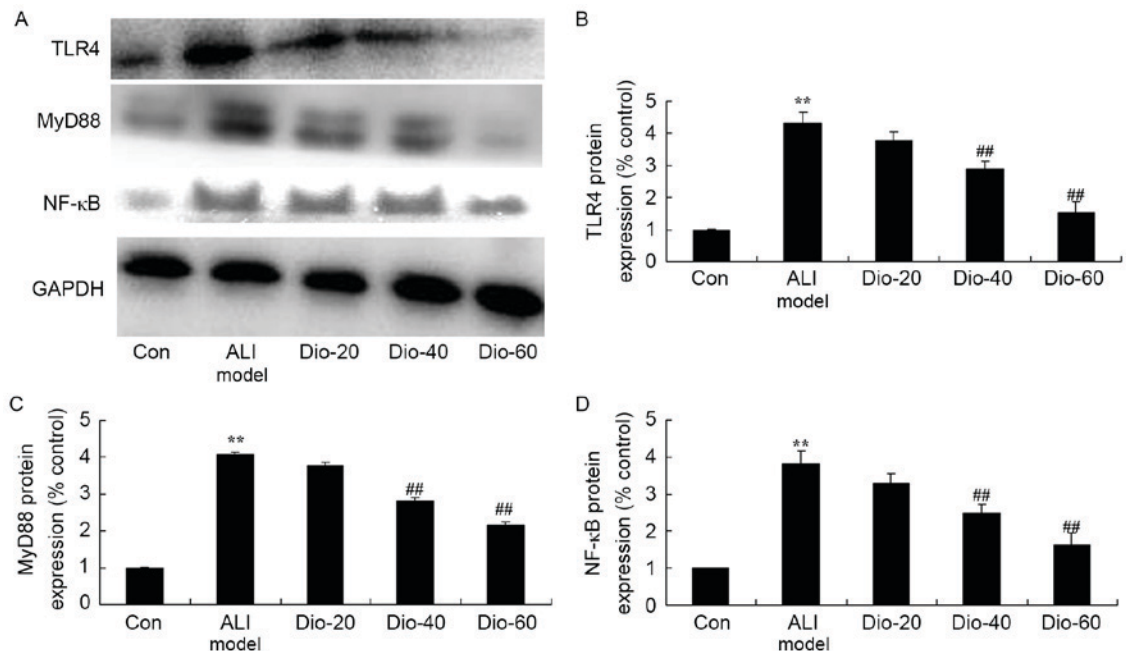 A
TLR4
MyD88
NF-κB
GAPDH
Con ALI Dio-20 Dio-40 Dio-60
model
B
TLR4 protein
expression (% control)
5
4
3
2
1
0
**
##
##
Con ALI Dio-20 Dio-40 Dio-60
model
C
MyD88 protein
expression (% control)
5
4
3
2
1
0
**
##
##
Con ALI Dio-20 Dio-40 Dio-60
model
D
NF-κB protein
expression (% control)
5
4
3
2
1
0
**
##
##
Con ALI Dio-20 Dio-40 Dio-60
model